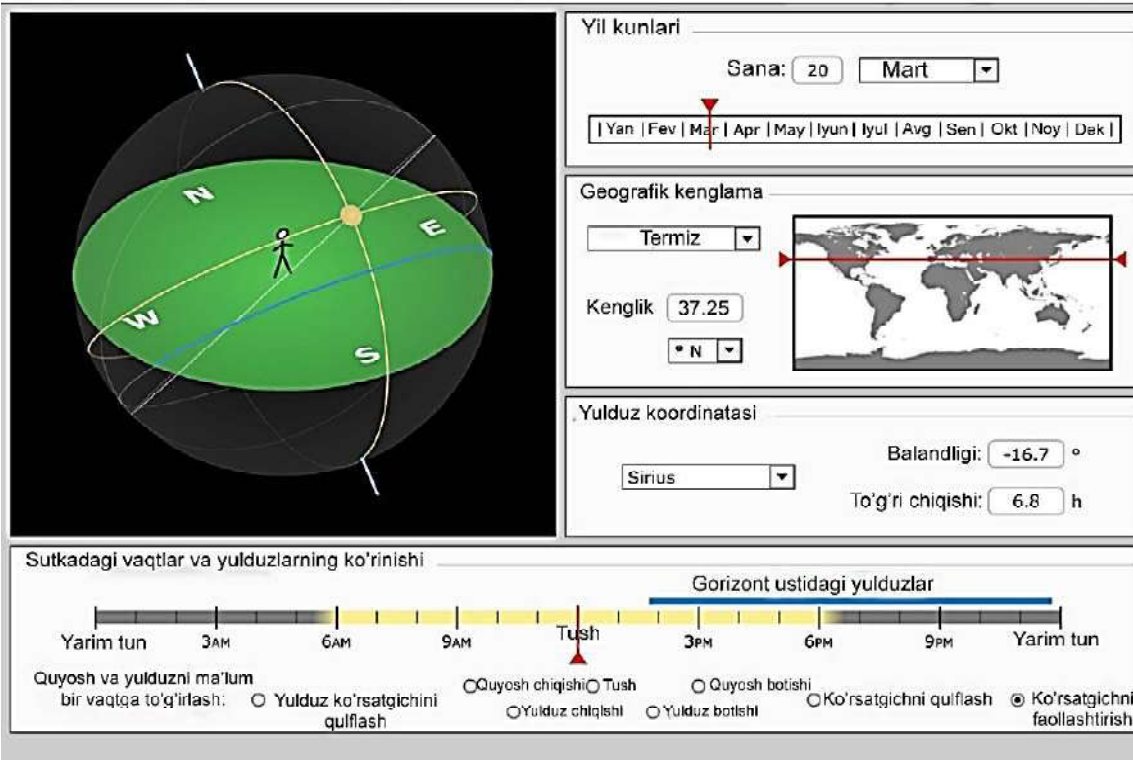 Yil kunlari
Sana: 20 Mart
| Yan | Fev | Mar | Apr | May | Iyun | Iyul | Avg | Sen | Okt | Noy | Dek |
N
E
W
S
Geografik kenglama
Termiz
Kenglik 37.25
° N
Yulduz koordinatasi
Sirius
Balandligi: -16.7 °
To'g'ri chiqishi: 6.8 h
Sutkadagi vaqtlar va yulduzlarning ko'rinishi
Gorizont ustidagi yulduzlar
Yarim tun 3AM 6AM 9AM Tush 3PM 6PM 9PM Yarim tun
Quyosh va yulduzni ma'lum
bir vaqtga to'g'irlash:
Yulduz ko'rsatgichini
qulflash
Quyosh chiqishi Tush Quyosh botishi
Yulduz chiqishi Yulduz botishi
Ko'rsatgichni qulflash
Ko'rsatgichni
faollashtirish